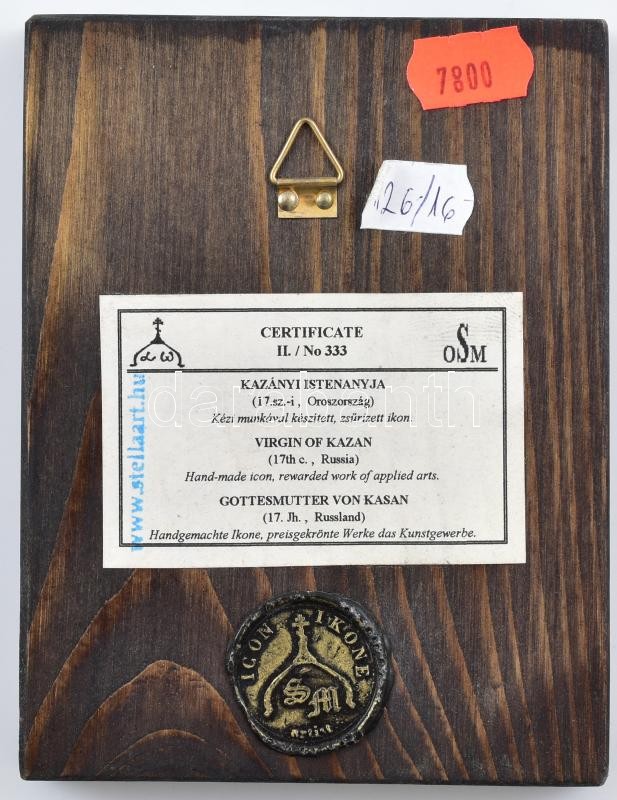 7800
26/16
CERTIFICATE
II. / No 333
OSM
KAZÁNYI ISTENANYJA
(17.sz.-i , Oroszország)
Kézi munkával készített, zsűrizett ikon.
VIRGIN OF KAZAN
(17th c. , Russia)
Hand-made icon, rewarded work of applied arts.
GOTTESMUTTER VON KASAN
(17. Jh. , Russland)
Handgemachte Ikone, preisgekrönte Werke das Kunstgewerbe.
www.stellaart.hu
ICON IKONE
SM
artist